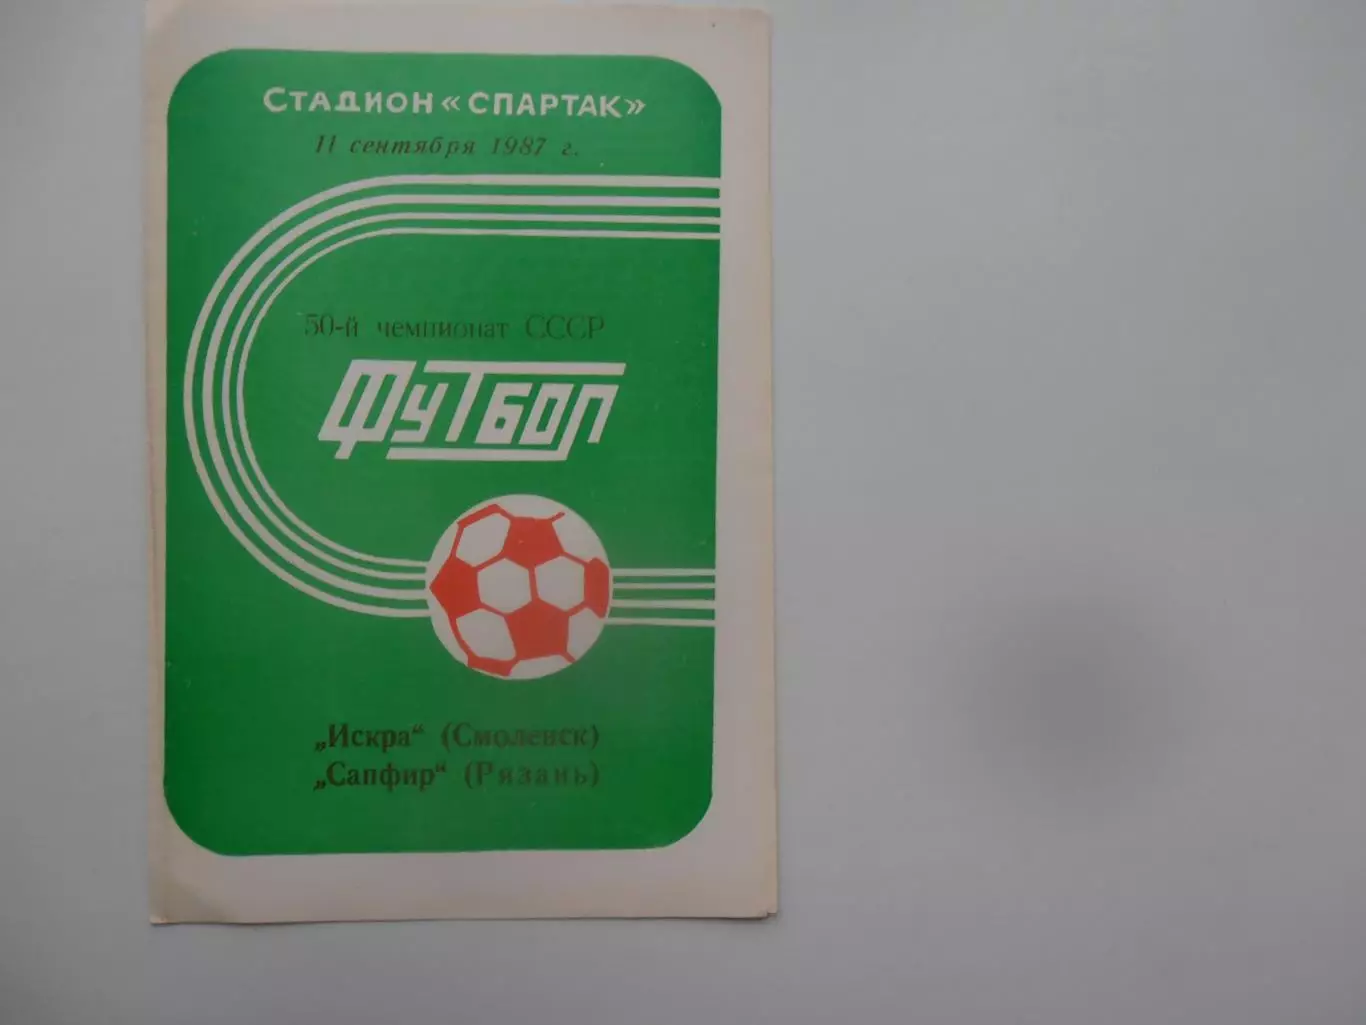 СТАДИОН «СПАРТАК»
11 сентября 1987 г.
50-й чемпионат СССР
ФУТБОЛ
„Искра“ (Смоленск)
„Сапфир“ (Рязань)